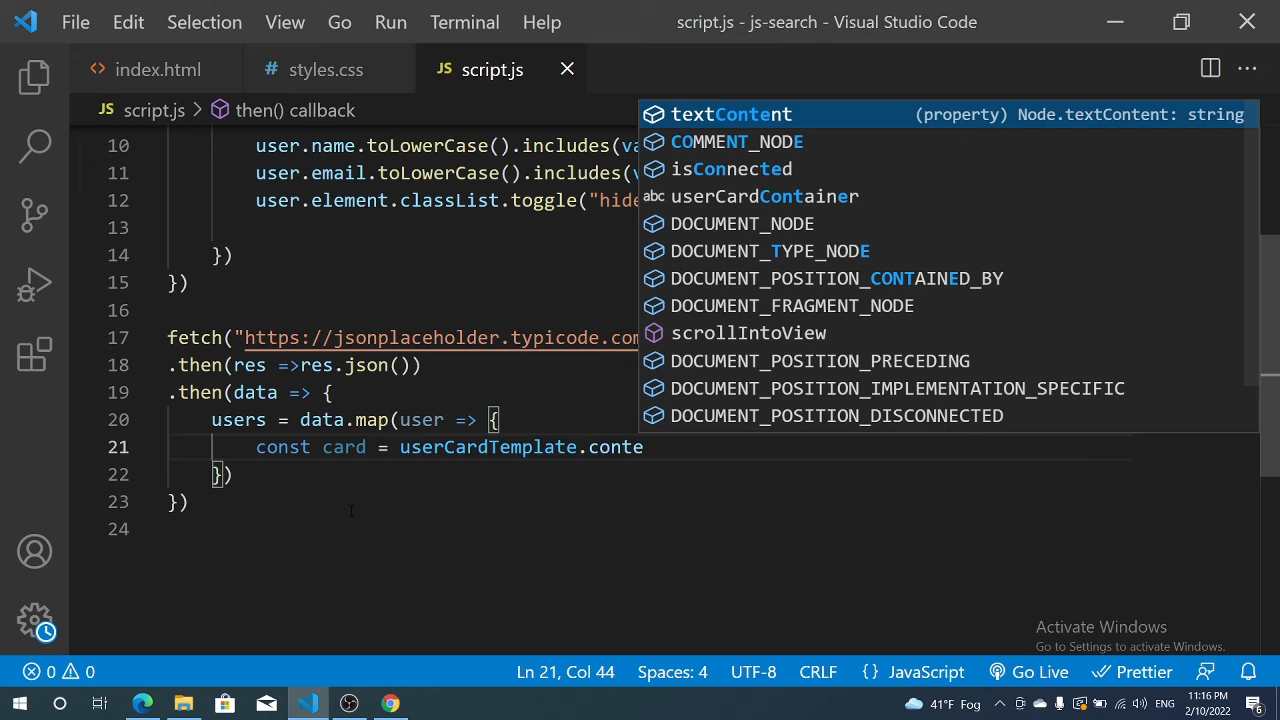 File Edit Selection View Go Run Terminal Help script.js - js-search - Visual Studio Code
<> index.html # styles.css JS script.js
JS script.js > then() callback
10 user.name.toLowerCase().includes(va
11 user.email.toLowerCase().includes(v
12 user.element.classList.toggle("hide
13
14 })
15 })
16
17 fetch("https://jsonplaceholder.typicode.com
18 .then(res =>res.json())
19 .then(data => {
20 users = data.map(user => {
21 const card = userCardTemplate.conte
22 })
23 })
24
textContent (property) Node.textContent: string
COMMENT_NODE
isConnected
abc userCardContainer
DOCUMENT_NODE
DOCUMENT_TYPE_NODE
DOCUMENT_POSITION_CONTAINED_BY
DOCUMENT_FRAGMENT_NODE
scrollIntoView
DOCUMENT_POSITION_PRECEDING
DOCUMENT_POSITION_IMPLEMENTATION_SPECIFIC
DOCUMENT_POSITION_DISCONNECTED
Activate Windows
Go to Settings to activate Windows.
0 0 Ln 21, Col 44 Spaces: 4 UTF-8 CRLF {} JavaScript Go Live Prettier
41°F Fog ENG 11:16 PM
2/10/2022 6